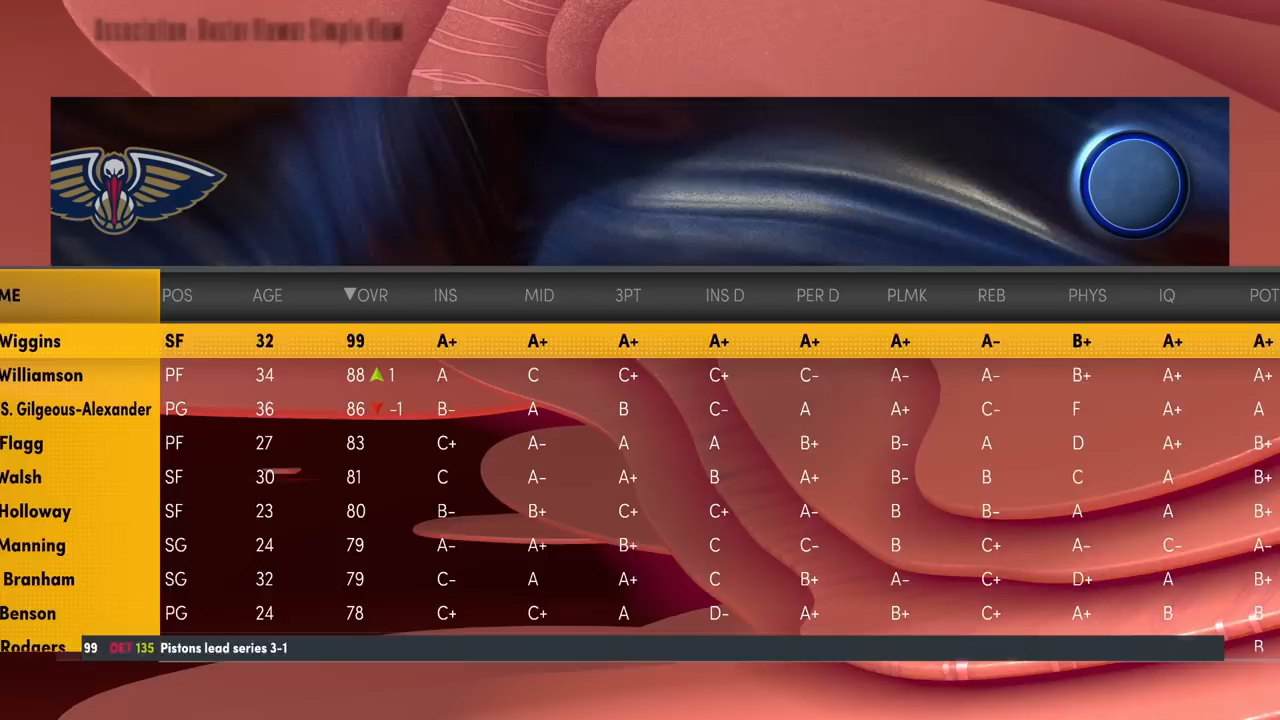 ME POS AGE ▼OVR INS MID 3PT INS D PER D PLMK REB PHYS IQ POT
Wiggins SF 32 99 A+ A+ A+ A+ A+ A+ A- B+ A+ A+
Williamson PF 34 88 1 A C C+ C+ C- A- A- B+ A+ A+
S. Gilgeous-Alexander PG 36 86 -1 B- A B C- A A+ C- F A+ A
Flagg PF 27 83 C+ A- A A B+ B- A D A+ B+
Walsh SF 30 81 C A- A+ B A+ B- B C A B+
Holloway SF 23 80 B- B+ C+ C+ A- B B- A A B+
Manning SG 24 79 A- A+ B+ C C- B C+ A- C- A-
Branham SG 32 79 C- A A+ C B+ A- C+ D+ A B+
Benson PG 24 78 C+ C+ A D- A+ B+ C+ A+ B B
Rodgers
99 DET 135 Pistons lead series 3-1